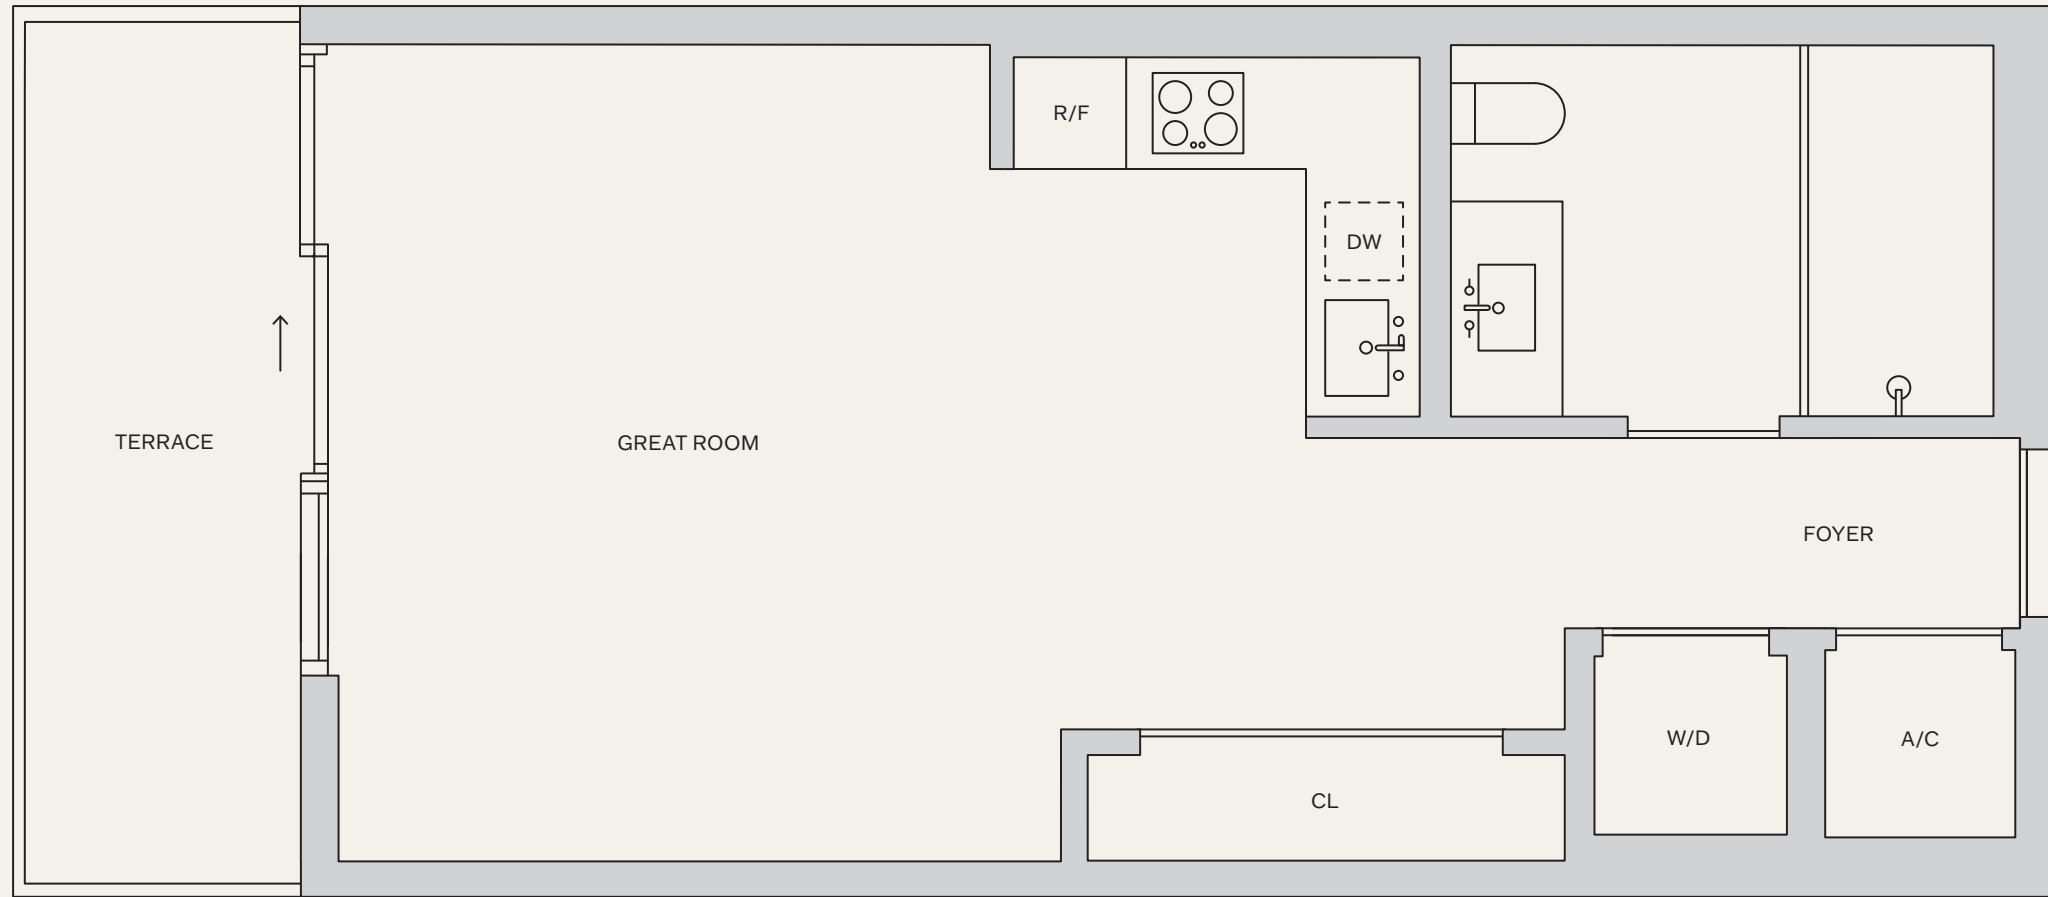 R/F
DW
TERRACE
GREAT ROOM
FOYER
W/D
A/C
CL